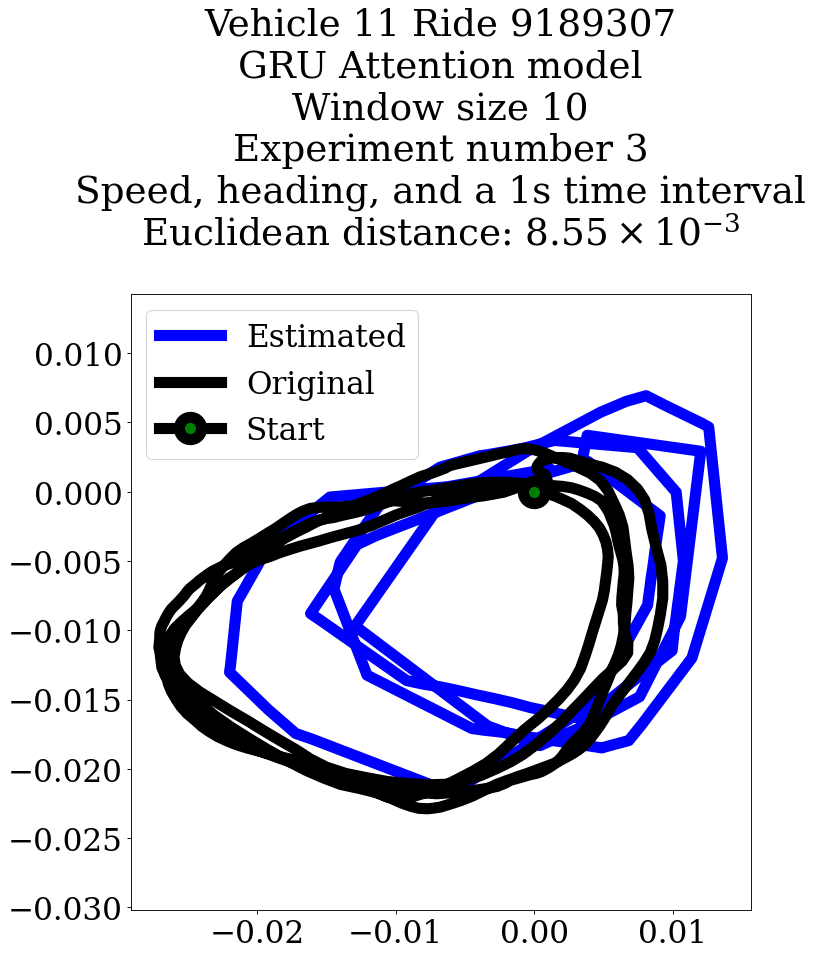 Vehicle 11 Ride 9189307
GRU Attention model
Window size 10
Experiment number 3
Speed, heading, and a 1s time interval
Euclidean distance: 8.55 × 10⁻³
Estimated
Original
Start
0.010
0.005
0.000
−0.005
−0.010
−0.015
−0.020
−0.025
−0.030
−0.02 −0.01 0.00 0.01